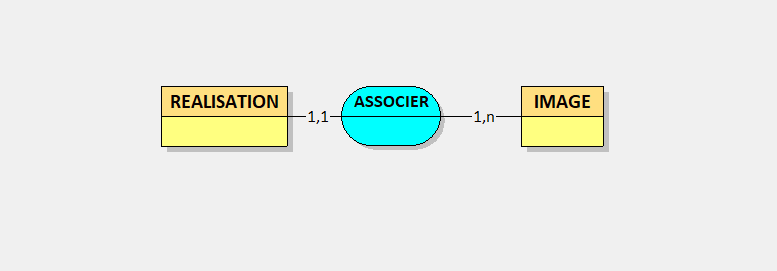 REALISATION 1,1 ASSOCIER 1,n IMAGE